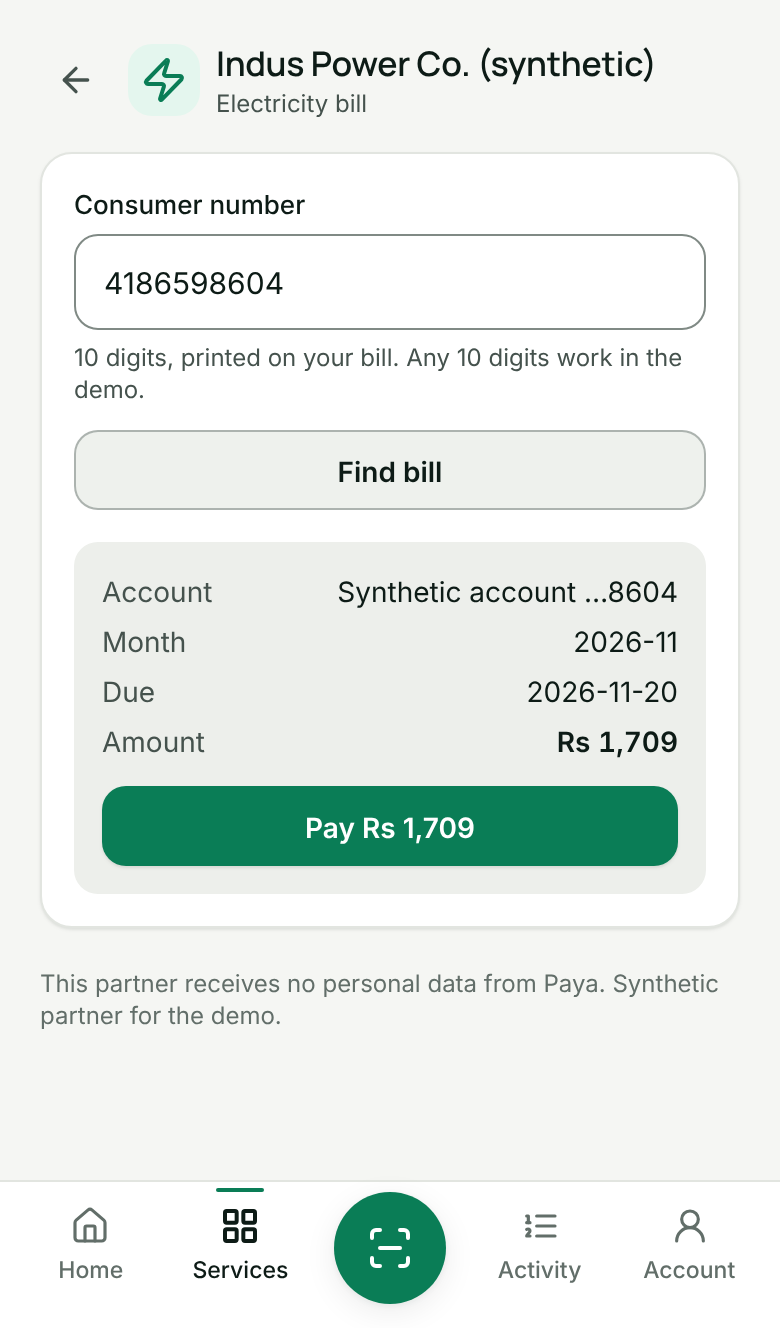 Indus Power Co. (synthetic)
Electricity bill
Consumer number
4186598604
10 digits, printed on your bill. Any 10 digits work in the
demo.
Find bill
Account Synthetic account ...8604
Month 2026-11
Due 2026-11-20
Amount Rs 1,709
Pay Rs 1,709
This partner receives no personal data from Paya. Synthetic
partner for the demo.
Home Services Activity Account